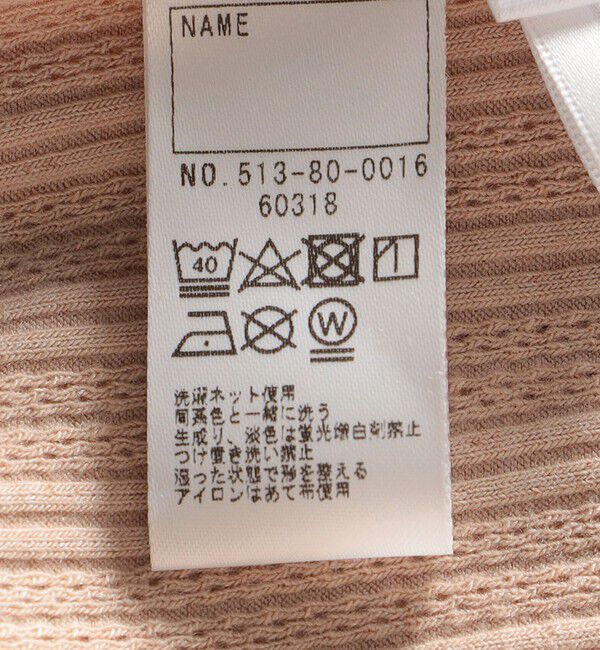 NAME
NO.513-80-0016
60318
40
W
洗濯ネット使用
同系色と一緒に洗う
生成り、淡色は蛍光増白剤禁止
つけ置き洗い禁止
湿った状態で形を整える
アイロンはあて布使用